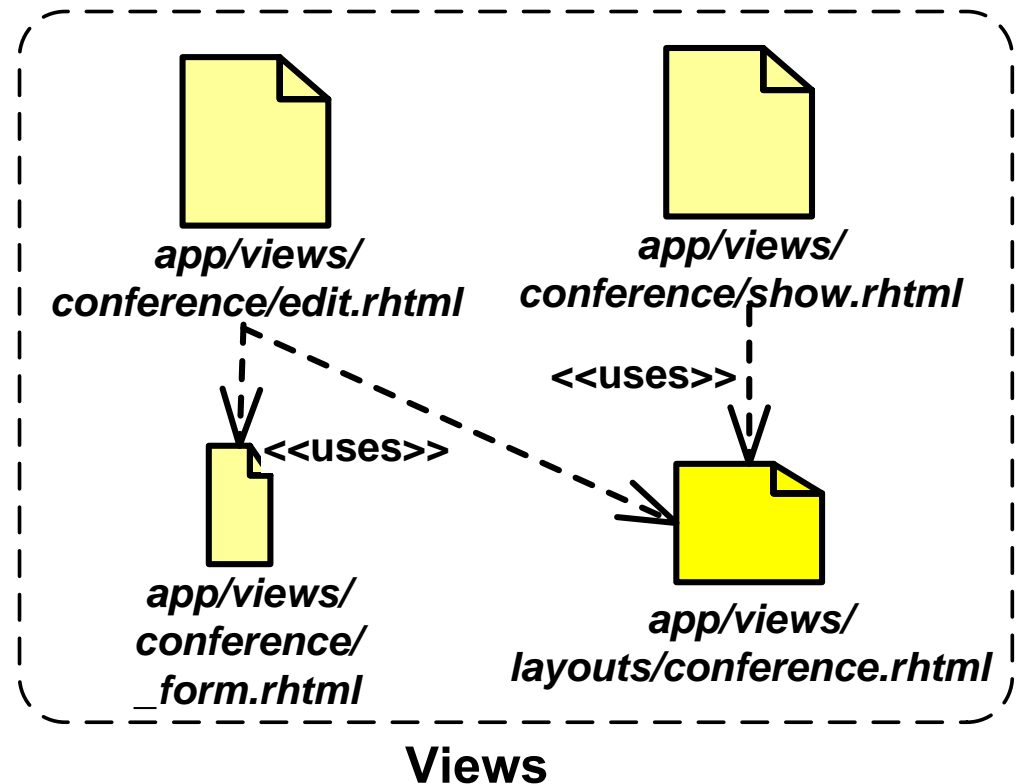 app/views/
conference/edit.rhtml
app/views/
conference/show.rhtml
<<uses>>
<<uses>>
app/views/
conference/
_form.rhtml
app/views/
layouts/conference.rhtml
Views